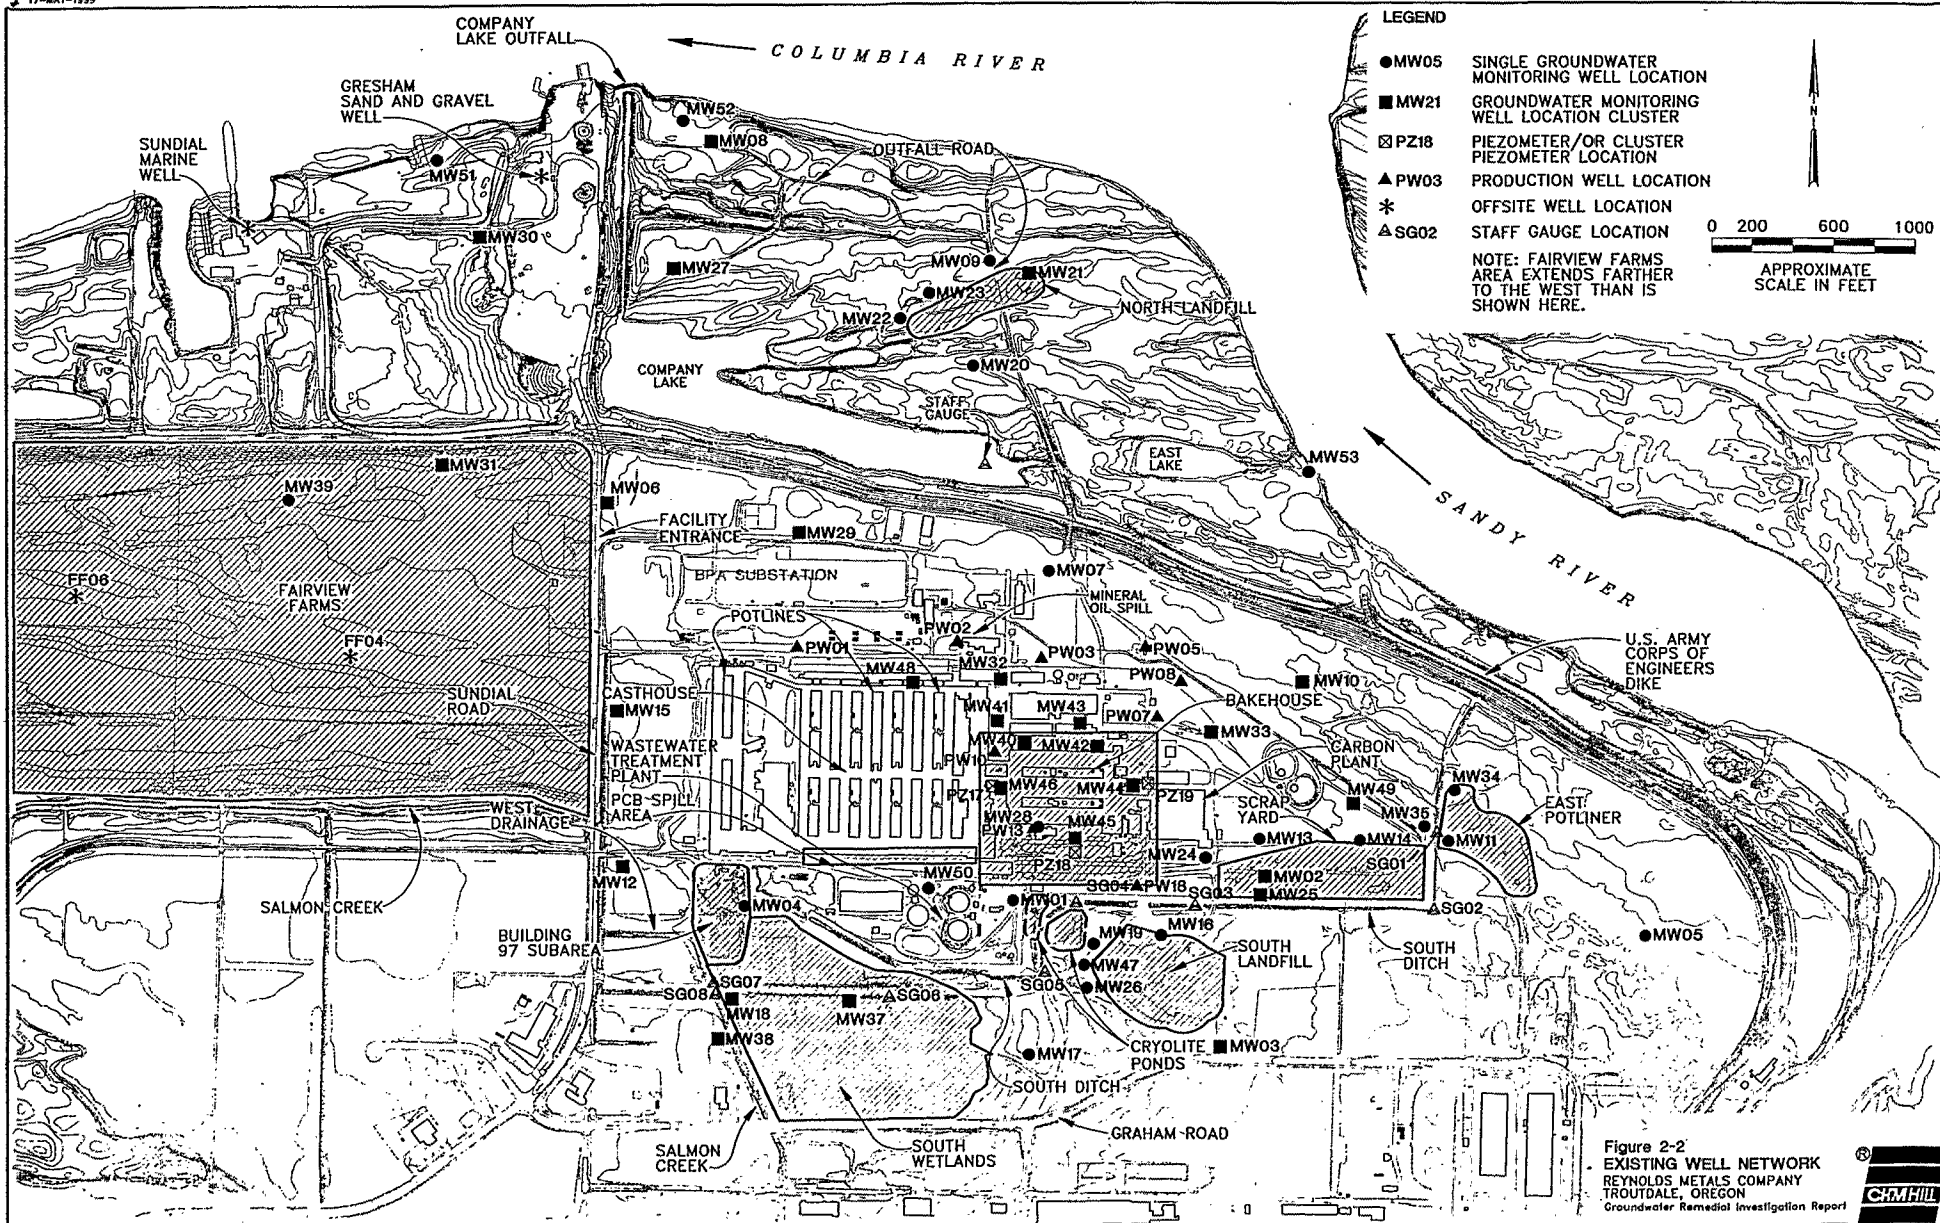 17-MAY-1999
COMPANY
LAKE OUTFALL
COLUMBIA RIVER
GRESHAM
SAND AND GRAVEL
WELL
SUNDIAL
MARINE
WELL
MW52
MW08
OUTFALL ROAD
MW51
MW30
MW27
MW09
MW21
MW23
MW22
NORTH LANDFILL
COMPANY
LAKE
MW20
STAFF
GAUGE
EAST
LAKE
MW53
SANDY RIVER
LEGEND
MW05 SINGLE GROUNDWATER
MONITORING WELL LOCATION
MW21 GROUNDWATER MONITORING
WELL LOCATION CLUSTER
PZ18 PIEZOMETER/OR CLUSTER
PIEZOMETER LOCATION
PW03 PRODUCTION WELL LOCATION
OFFSITE WELL LOCATION
SG02 STAFF GAUGE LOCATION
NOTE: FAIRVIEW FARMS
AREA EXTENDS FARTHER
TO THE WEST THAN IS
SHOWN HERE.
N
0 200 600 1000
APPROXIMATE
SCALE IN FEET
MW31
MW39
MW06
FACILITY
ENTRANCE
MW29
BPA SUBSTATION
MW07
MINERAL
OIL SPILL
FF06
FAIRVIEW
FARMS
FF04
POTLINES
PW01
PW02
PW03
PW05
MW48
MW32
PW08
MW10
U.S. ARMY
CORPS OF
ENGINEERS
DIKE
SUNDIAL
ROAD
CASTHOUSE
MW15
MW41
MW43
PW07
BAKEHOUSE
MW33
WASTEWATER
TREATMENT
PLANT
MW40
MW42
PW10
CARBON
PLANT
PZ17
MW46
MW44
PZ19
MW34
MW49
EAST
POTLINER
PCB SPILL
AREA
WEST
DRAINAGE
SCRAP
YARD
MW28
PW13
MW45
MW35
MW13
MW14
MW11
PZ18
MW24
SG01
MW12
MW50
MW02
SG04
PW18
SG03
MW25
SALMON CREEK
MW04
MW01
SG02
BUILDING
97 SUBAREA
MW19
MW16
SOUTH
LANDFILL
SOUTH
DITCH
MW05
MW47
SG07
SG08
SG06
SG05
MW26
MW18
MW37
MW38
MW17
CRYOLITE
PONDS
MW03
SOUTH DITCH
GRAHAM ROAD
SALMON
CREEK
SOUTH
WETLANDS
Figure 2-2
EXISTING WELL NETWORK
REYNOLDS METALS COMPANY
TROUTDALE, OREGON
Groundwater Remedial Investigation Report
®
CH2M HILL